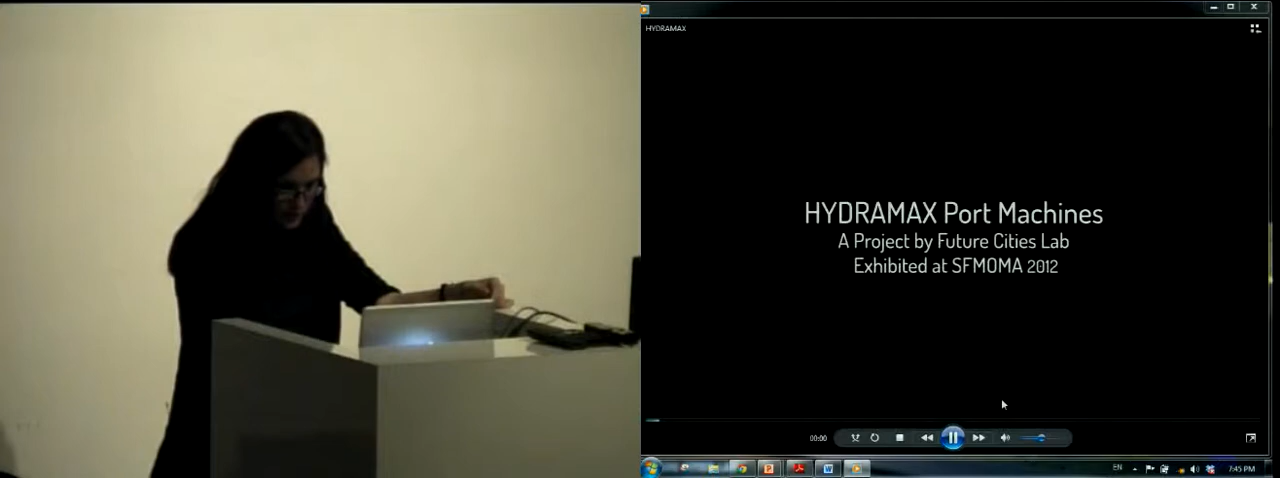 HYDRAMAX
HYDRAMAX Port Machines
A Project by Future Cities Lab
Exhibited at SFMOMA 2012
00:00
EN
7:45 PM